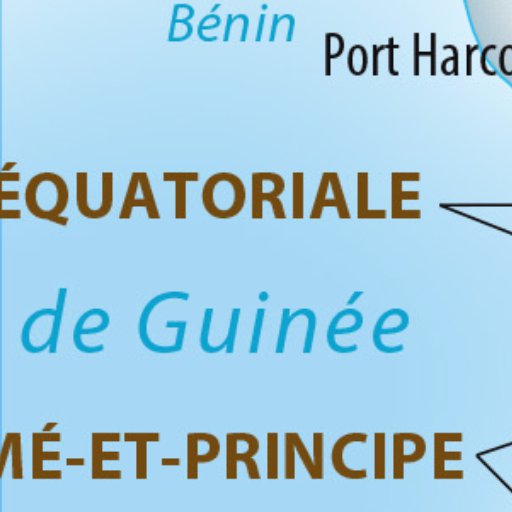 Bénin
Port Harco
ÉQUATORIALE
de Guinée
MÉ-ET-PRINCIPE